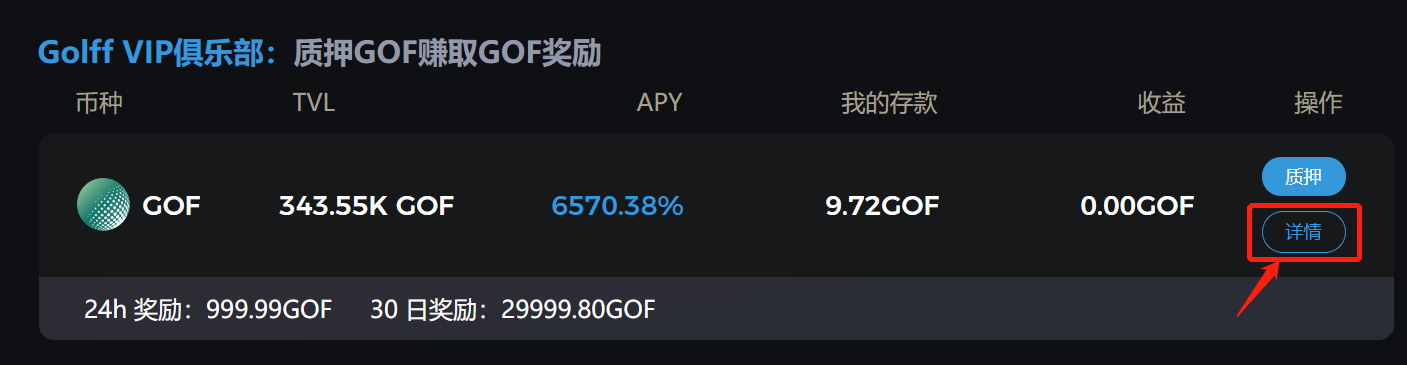 Golff VIP俱乐部：质押GOF赚取GOF奖励
币种 TVL APY 我的存款 收益 操作
质押
GOF 343.55K GOF 6570.38% 9.72GOF 0.00GOF
详情
24h 奖励：999.99GOF 30 日奖励：29999.80GOF